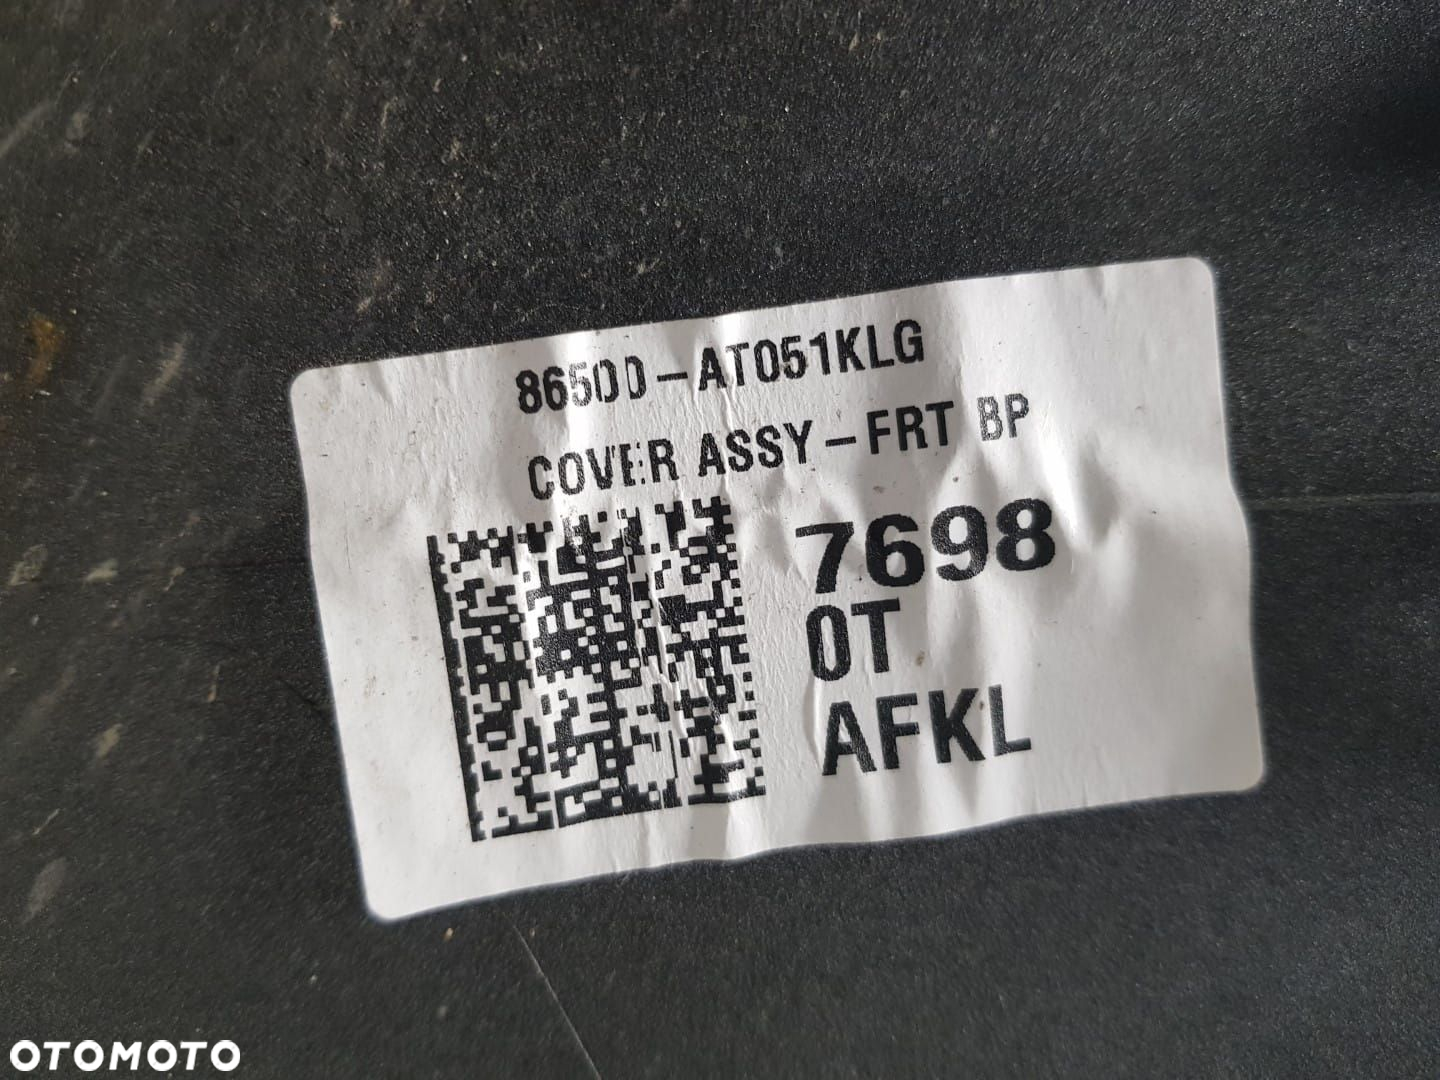 86500-AT051KLG
COVER ASSY-FRT BP
7698
0T
AFKL
OTOMOTO